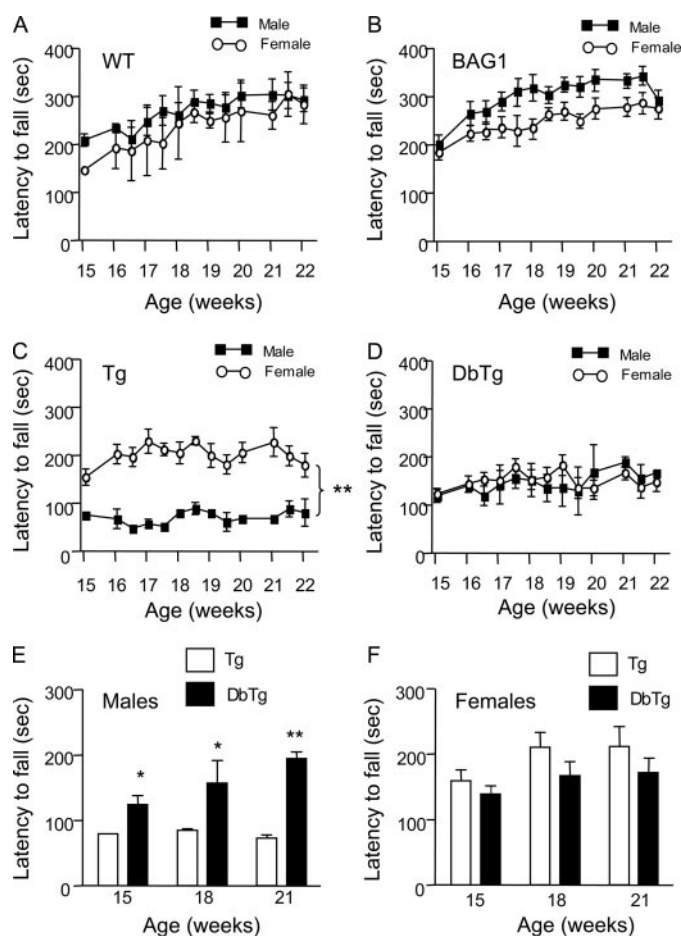 A
Male
Female
WT
Latency to fall (sec)
400
300
200
100
0
15 16 17 18 19 20 21 22
Age (weeks)
B
Male
Female
BAG1
Latency to fall (sec)
400
300
200
100
0
15 16 17 18 19 20 21 22
Age (weeks)
C
Male
Female
Tg
Latency to fall (sec)
400
300
200
100
0
**
15 16 17 18 19 20 21 22
Age (weeks)
D
Male
Female
DbTg
Latency to fall (sec)
400
300
200
100
0
15 16 17 18 19 20 21 22
Age (weeks)
E
Tg
DbTg
Males
Latency to fall (sec)
300
200
100
0
* * **
15 18 21
Age (weeks)
F
Tg
DbTg
Females
Latency to fall (sec)
300
200
100
0
15 18 21
Age (weeks)